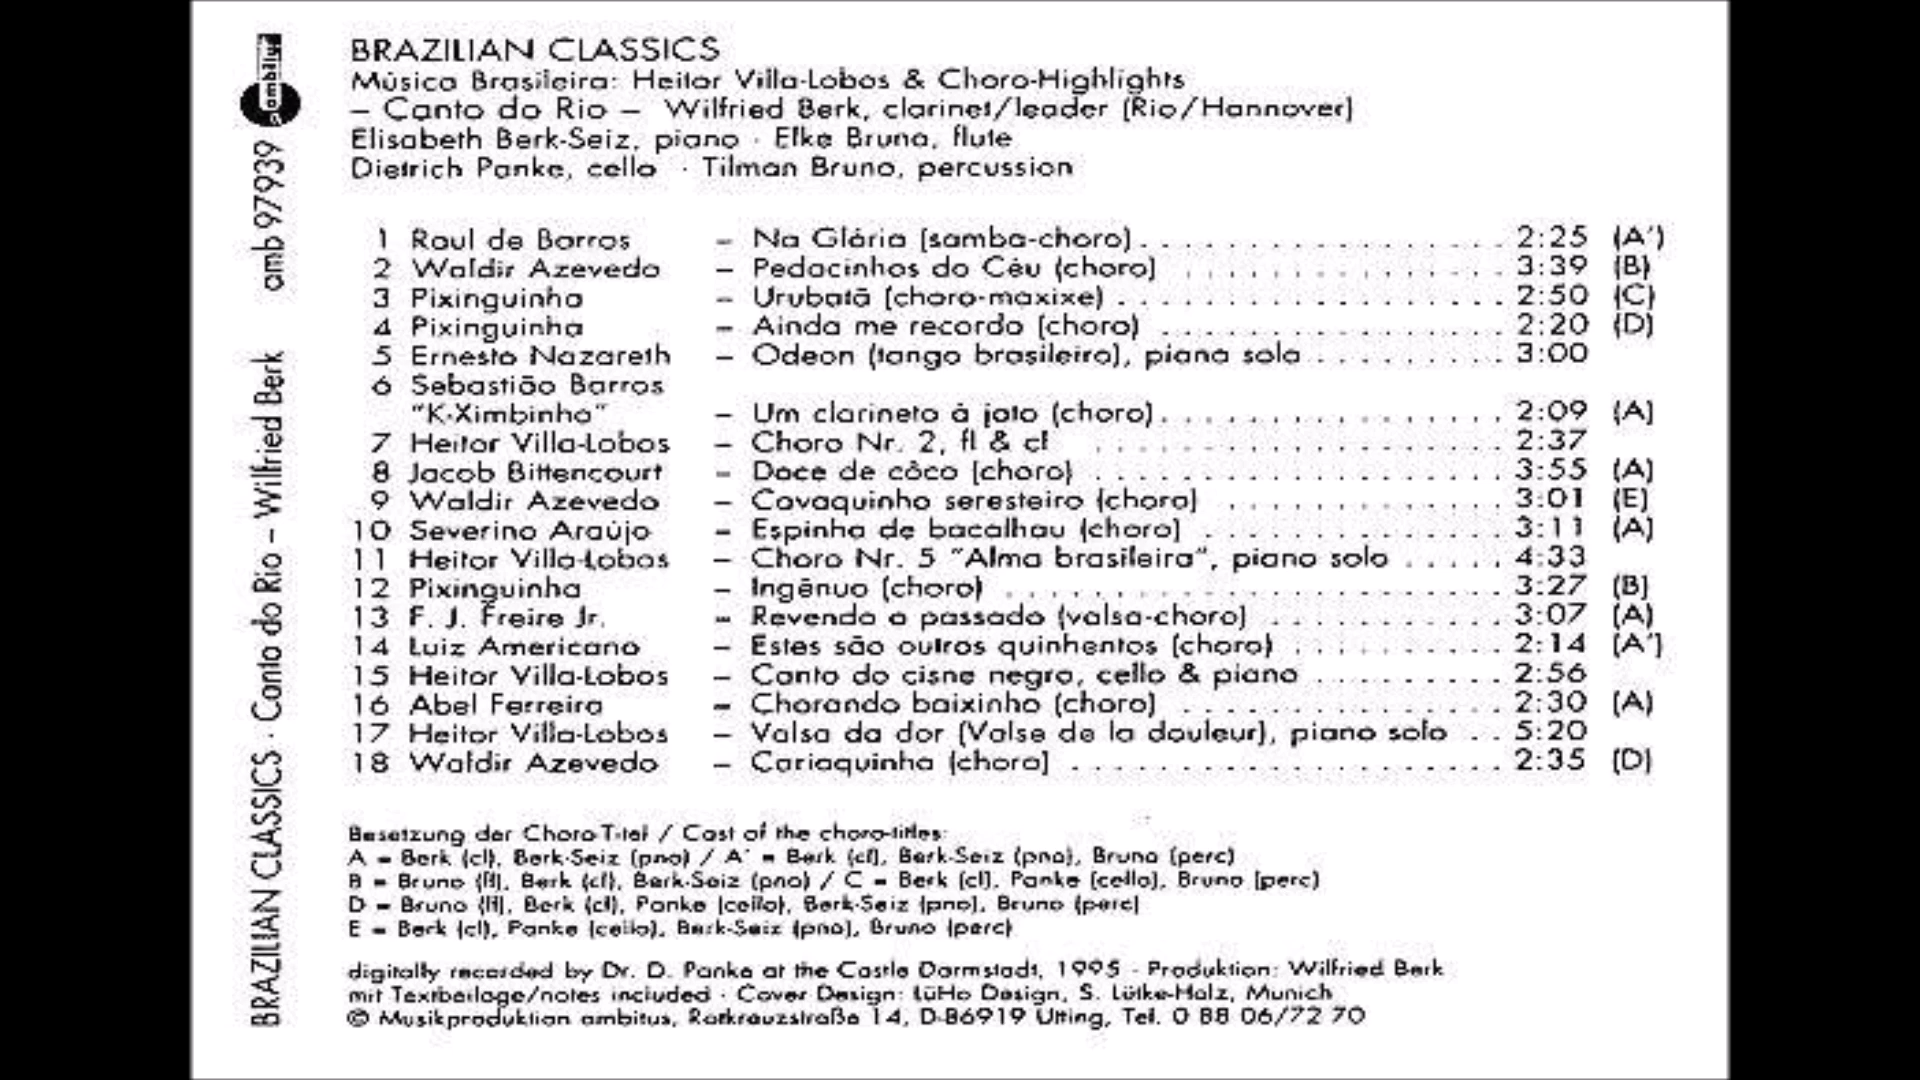 BRAZILIAN CLASSICS
Música Brasileira: Heitor Villa-Lobos & Choro-Highlights
– Canto do Rio – Wilfried Berk, clarinet/leader (Rio/Hannover)
Elisabeth Berk-Seiz, piano · Elke Bruno, flute
Dietrich Panke, cello · Tilman Bruno, percussion
1 Raul de Barros – Na Glória (samba-choro) . . . . 2:25 (A')
2 Waldir Azevedo – Pedacinhos do Céu (choro) . . . . 3:39 (B)
3 Pixinguinha – Urubatã (choro-maxixe) . . . . 2:50 (C)
4 Pixinguinha – Ainda me recordo (choro) . . . . 2:20 (D)
5 Ernesto Nazareth – Odeon (tango brasileiro), piano solo . . . . 3:00
6 Sebastião Barros
"K-Ximbinho" – Um clarineto à jato (choro) . . . . 2:09 (A)
7 Heitor Villa-Lobos – Choro Nr. 2, fl & cl . . . . 2:37
8 Jacob Bittencourt – Doce de côco (choro) . . . . 3:55 (A)
9 Waldir Azevedo – Cavaquinho seresteiro (choro) . . . . 3:01 (E)
10 Severino Araújo – Espinha de bacalhau (choro) . . . . 3:11 (A)
11 Heitor Villa-Lobos – Choro Nr. 5 "Alma brasileira", piano solo . . . . 4:33
12 Pixinguinha – Ingênuo (choro) . . . . 3:27 (B)
13 F. J. Freire Jr. – Revendo o passado (valsa-choro) . . . . 3:07 (A)
14 Luiz Americano – Estes são outros quinhentos (choro) . . . . 2:14 (A')
15 Heitor Villa-Lobos – Canto do cisne negro, cello & piano . . . . 2:56
16 Abel Ferreira – Chorando baixinho (choro) . . . . 2:30 (A)
17 Heitor Villa-Lobos – Valsa da dor (Valse de la douleur), piano solo . . 5:20
18 Waldir Azevedo – Carioquinha (choro) . . . . 2:35 (D)
Besetzung der Choro-Titel / Cast of the choro-titles:
A = Berk (cl), Berk-Seiz (pno) / A' = Berk (cl), Berk-Seiz (pno), Bruno (perc)
B = Bruno (fl), Berk (cl), Berk-Seiz (pno) / C = Berk (cl), Panke (cello), Bruno (perc)
D = Bruno (fl), Berk (cl), Panke (cello), Berk-Seiz (pno), Bruno (perc)
E = Berk (cl), Panke (cello), Berk-Seiz (pno), Bruno (perc)
digitally recorded by Dr. D. Panke at the Castle Darmstadt, 1995 - Produktion: Wilfried Berk
mit Textbeilage/notes included · Cover Design: LüHo Design, S. Lütke-Holz, Munich
© Musikproduktion ambitus, Rotkreuzstraße 14, D-86919 Utting, Tel. 0 88 06/72 70
BRAZILIAN CLASSICS · Canto do Rio – Wilfried Berk amb 97939 ambitus